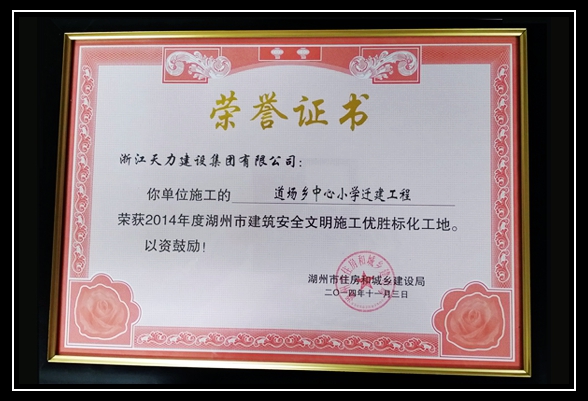 荣誉证书
浙江天力建设集团有限公司：
你单位施工的 道场乡中心小学迁建工程
荣获2014年度湖州市建筑安全文明施工优胜标化工地。
以资鼓励！
湖州市住房和城乡建设局
二〇一四年十一月三日